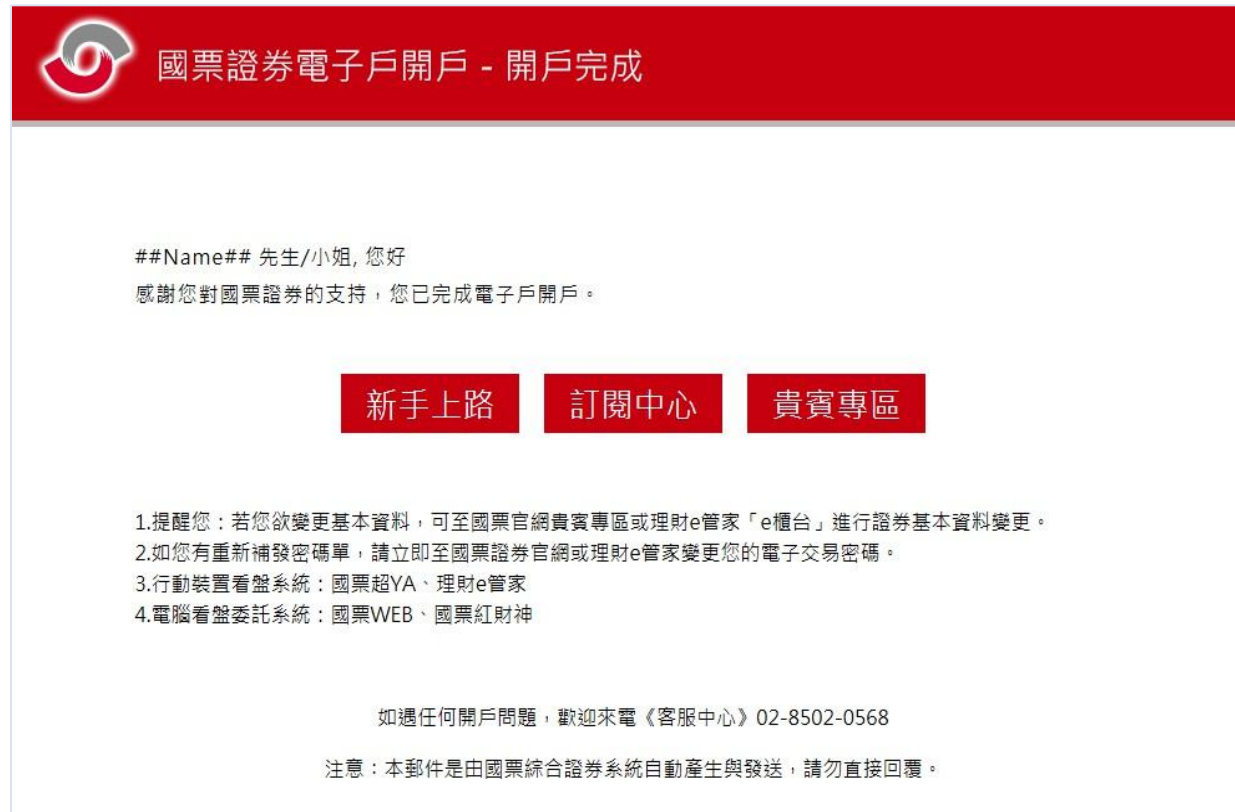 國票證券電子戶開戶 - 開戶完成
##Name## 先生/小姐, 您好
感謝您對國票證券的支持，您已完成電子戶開戶。
新手上路 訂閱中心 貴賓專區
1.提醒您：若您欲變更基本資料，可至國票官網貴賓專區或理財e管家「e櫃台」進行證券基本資料變更。
2.如您有重新補發密碼單，請立即至國票證券官網或理財e管家變更您的電子交易密碼。
3.行動裝置看盤系統：國票超YA、理財e管家
4.電腦看盤委託系統：國票WEB、國票紅財神
如遇任何開戶問題，歡迎來電《客服中心》02-8502-0568
注意：本郵件是由國票綜合證券系統自動產生與發送，請勿直接回覆。